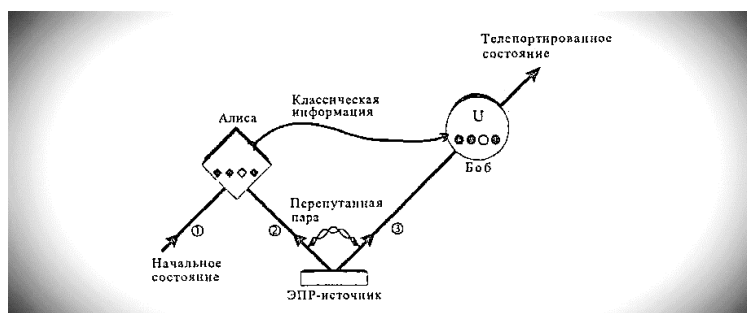 Телепортированное
состояние
Классическая
информация
Алиса
U
Боб
Перепутанная
пара
①
②
③
Начальное
состояние
ЭПР-источник